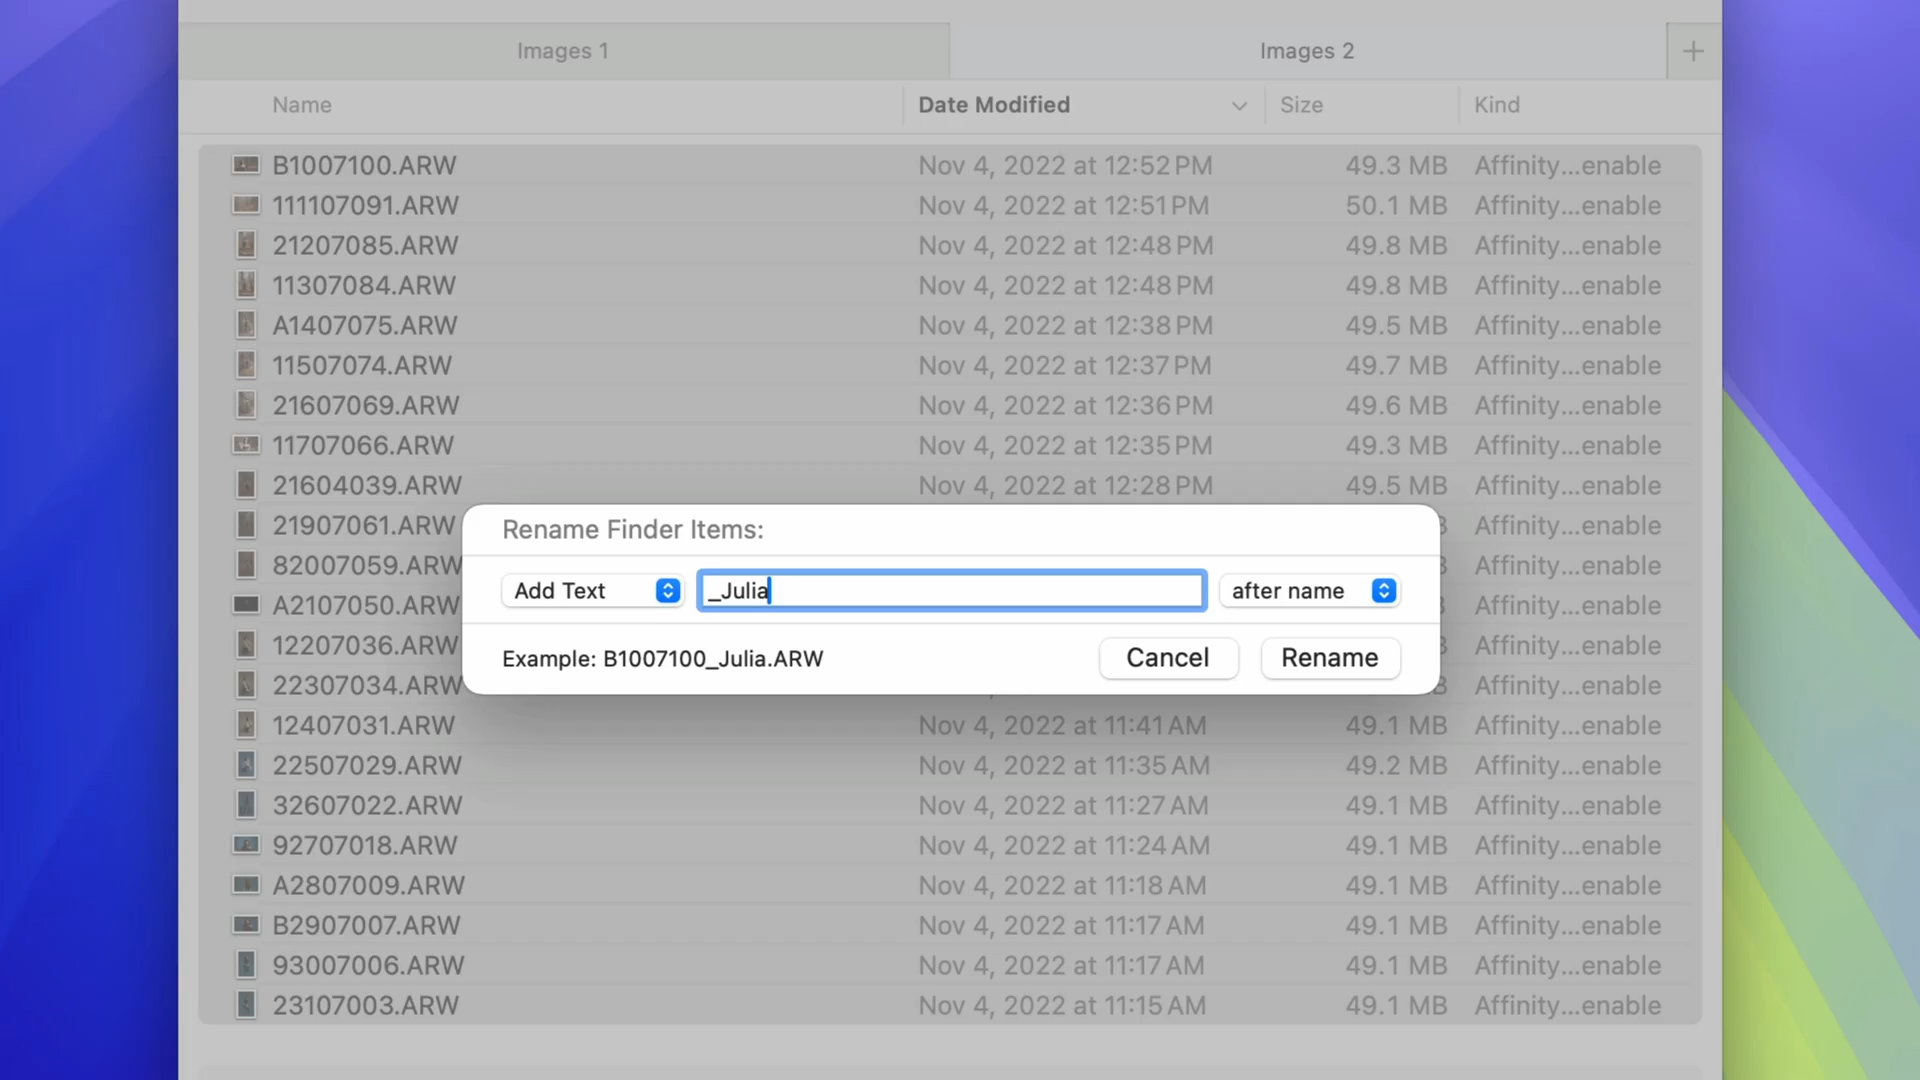 Images 1 Images 2 +
Name Date Modified Size Kind
B1007100.ARW Nov 4, 2022 at 12:52 PM 49.3 MB Affinity...enable
111107091.ARW Nov 4, 2022 at 12:51 PM 50.1 MB Affinity...enable
21207085.ARW Nov 4, 2022 at 12:48 PM 49.8 MB Affinity...enable
11307084.ARW Nov 4, 2022 at 12:48 PM 49.8 MB Affinity...enable
A1407075.ARW Nov 4, 2022 at 12:38 PM 49.5 MB Affinity...enable
11507074.ARW Nov 4, 2022 at 12:37 PM 49.7 MB Affinity...enable
21607069.ARW Nov 4, 2022 at 12:36 PM 49.6 MB Affinity...enable
11707066.ARW Nov 4, 2022 at 12:35 PM 49.3 MB Affinity...enable
21604039.ARW Nov 4, 2022 at 12:28 PM 49.5 MB Affinity...enable
21907061.ARW Affinity...enable
82007059.ARW Affinity...enable
A2107050.ARW Affinity...enable
12207036.ARW Affinity...enable
22307034.ARW Affinity...enable
Rename Finder Items:
Add Text _Julia after name
Example: B1007100_Julia.ARW Cancel Rename
12407031.ARW Nov 4, 2022 at 11:41 AM 49.1 MB Affinity...enable
22507029.ARW Nov 4, 2022 at 11:35 AM 49.2 MB Affinity...enable
32607022.ARW Nov 4, 2022 at 11:27 AM 49.1 MB Affinity...enable
92707018.ARW Nov 4, 2022 at 11:24 AM 49.1 MB Affinity...enable
A2807009.ARW Nov 4, 2022 at 11:18 AM 49.1 MB Affinity...enable
B2907007.ARW Nov 4, 2022 at 11:17 AM 49.1 MB Affinity...enable
93007006.ARW Nov 4, 2022 at 11:17 AM 49.1 MB Affinity...enable
23107003.ARW Nov 4, 2022 at 11:15 AM 49.1 MB Affinity...enable